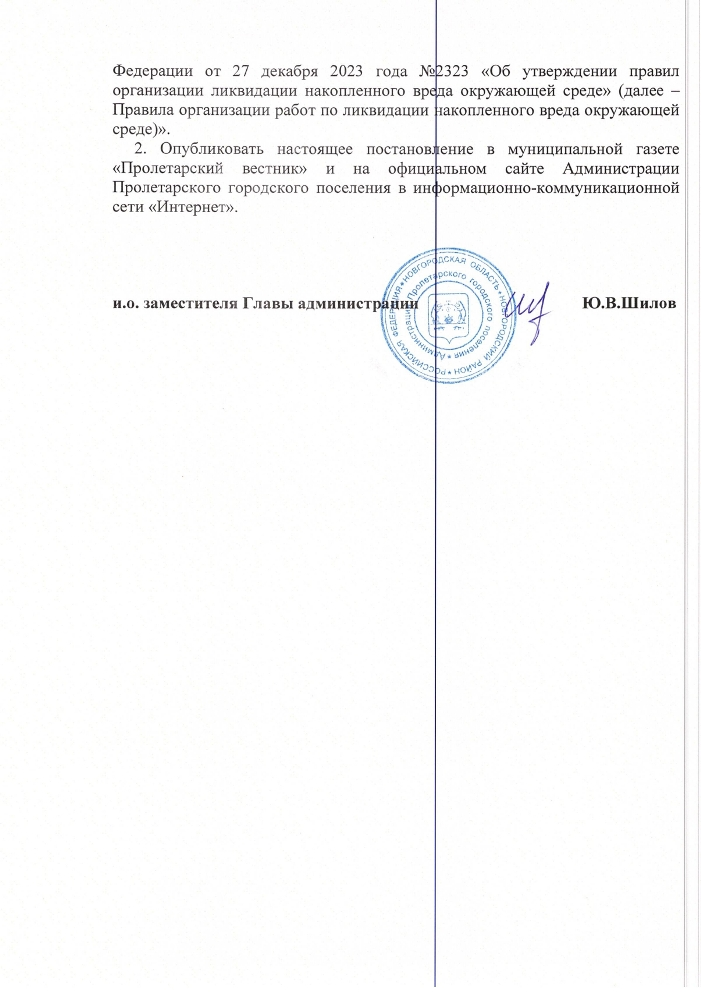 Федерации от 27 декабря 2023 года №2323 «Об утверждении правил
организации ликвидации накопленного вреда окружающей среде» (далее –
Правила организации работ по ликвидации накопленного вреда окружающей
среде)».
2. Опубликовать настоящее постановление в муниципальной газете
«Пролетарский вестник» и на официальном сайте Администрации
Пролетарского городского поселения в информационно-коммуникационной
сети «Интернет».
и.о. заместителя Главы администрации Ю.В.Шилов
РОССИЙСКАЯ ФЕДЕРАЦИЯ * НОВГОРОДСКАЯ ОБЛАСТЬ * НОВГОРОДСКИЙ РАЙОН *
Администрация Пролетарского городского поселения *